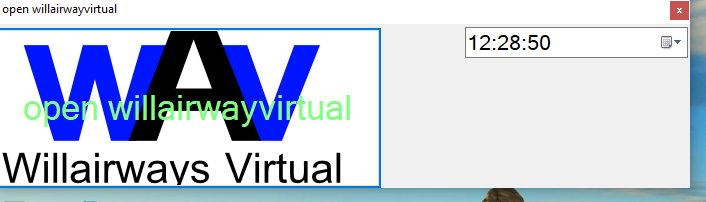 open willairwayvirtual
x
12:28:50
WAV
open willairwayvirtual
Willairways Virtual